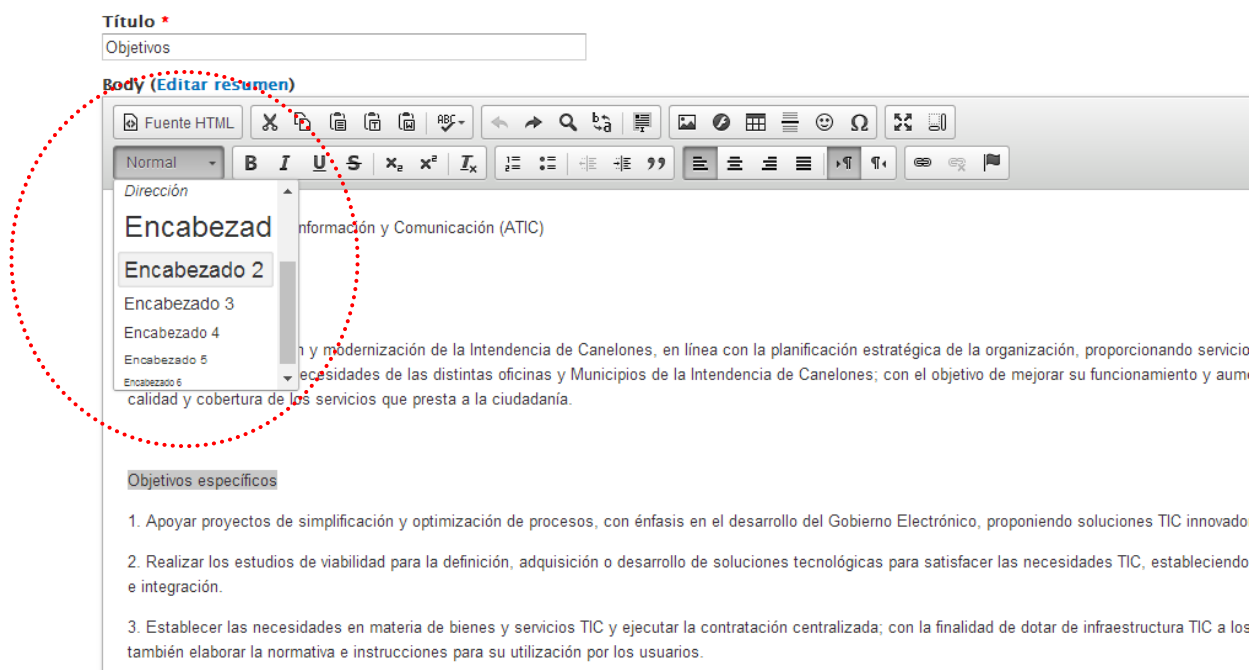 Título *
Objetivos
Body (Editar resumen)
Fuente HTML
ABC
Normal B I U S x₂ x² Ix
Dirección
Encabezad
nformación y Comunicación (ATIC)
Encabezado 2
Encabezado 3
Encabezado 4
y modernización de la Intendencia de Canelones, en línea con la planificación estratégica de la organización, proporcionando servicio
Encabezado 5
ecesidades de las distintas oficinas y Municipios de la Intendencia de Canelones; con el objetivo de mejorar su funcionamiento y aume
Encabezado 6
calidad y cobertura de los servicios que presta a la ciudadanía.
Objetivos específicos
1. Apoyar proyectos de simplificación y optimización de procesos, con énfasis en el desarrollo del Gobierno Electrónico, proponiendo soluciones TIC innovado
2. Realizar los estudios de viabilidad para la definición, adquisición o desarrollo de soluciones tecnológicas para satisfacer las necesidades TIC, estableciendo
e integración.
3. Establecer las necesidades en materia de bienes y servicios TIC y ejecutar la contratación centralizada; con la finalidad de dotar de infraestructura TIC a los
también elaborar la normativa e instrucciones para su utilización por los usuarios.